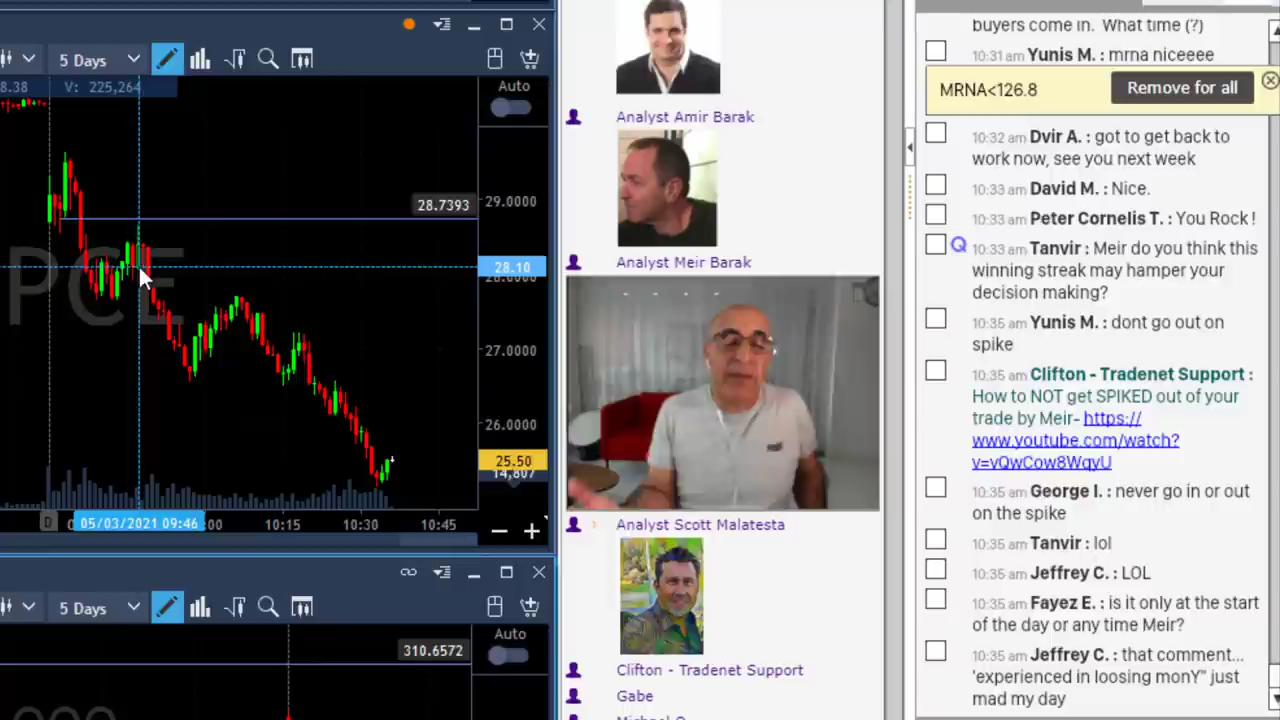 5 Days
8.38 V: 225,264
Auto
28.7393
29.0000
28.10
28.0000
PCE
27.0000
26.0000
25.50
14,807
D
05/03/2021 09:46
:00
10:15
10:30
10:45
5 Days
Auto
310.6572
Analyst Amir Barak
Analyst Meir Barak
Analyst Scott Malatesta
Clifton - Tradenet Support
Gabe
buyers come in. What time (?)
10:31 am Yunis M. : mrna niceeee
MRNA<126.8
Remove for all
10:32 am Dvir A. : got to get back to
work now, see you next week
10:33 am David M. : Nice.
10:33 am Peter Cornelis T. : You Rock !
Q
10:33 am Tanvir : Meir do you think this
winning streak may hamper your
decision making?
10:35 am Yunis M. : dont go out on
spike
10:35 am Clifton - Tradenet Support :
How to NOT get SPIKED out of your
trade by Meir- https://
www.youtube.com/watch?
v=vQwCow8WqyU
10:35 am George I. : never go in or out
on the spike
10:35 am Tanvir : lol
10:35 am Jeffrey C. : LOL
10:35 am Fayez E. : is it only at the start
of the day or any time Meir?
10:35 am Jeffrey C. : that comment...
'experienced in loosing monY" just
mad my day